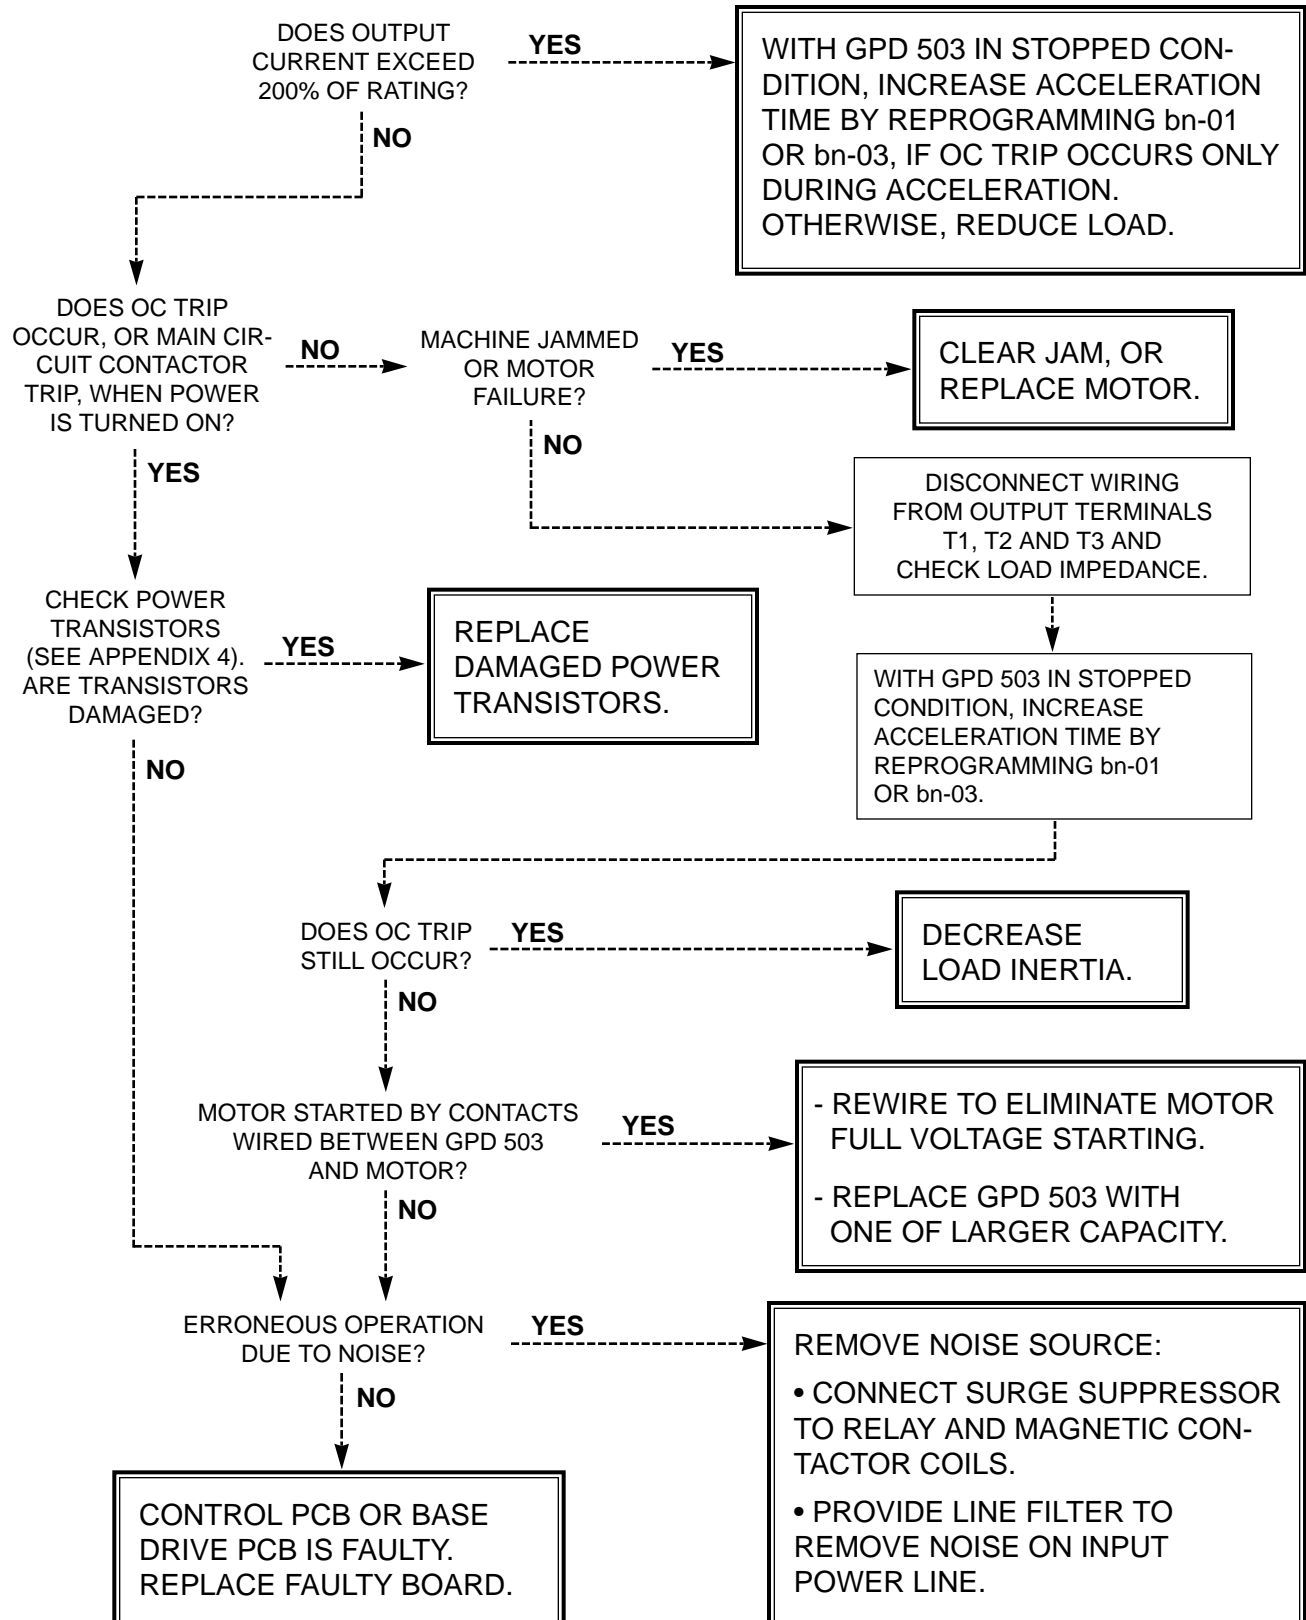 DOES OUTPUT
CURRENT EXCEED
200% OF RATING?
YES
WITH GPD 503 IN STOPPED CON-
DITION, INCREASE ACCELERATION
TIME BY REPROGRAMMING bn-01
OR bn-03, IF OC TRIP OCCURS ONLY
DURING ACCELERATION.
OTHERWISE, REDUCE LOAD.
NO
DOES OC TRIP
OCCUR, OR MAIN CIR-
CUIT CONTACTOR
TRIP, WHEN POWER
IS TURNED ON?
NO
MACHINE JAMMED
OR MOTOR
FAILURE?
YES
CLEAR JAM, OR
REPLACE MOTOR.
YES
NO
DISCONNECT WIRING
FROM OUTPUT TERMINALS
T1, T2 AND T3 AND
CHECK LOAD IMPEDANCE.
CHECK POWER
TRANSISTORS
(SEE APPENDIX 4).
ARE TRANSISTORS
DAMAGED?
YES
REPLACE
DAMAGED POWER
TRANSISTORS.
WITH GPD 503 IN STOPPED
CONDITION, INCREASE
ACCELERATION TIME BY
REPROGRAMMING bn-01
OR bn-03.
NO
DOES OC TRIP
STILL OCCUR?
YES
DECREASE
LOAD INERTIA.
NO
MOTOR STARTED BY CONTACTS
WIRED BETWEEN GPD 503
AND MOTOR?
YES
- REWIRE TO ELIMINATE MOTOR
FULL VOLTAGE STARTING.
- REPLACE GPD 503 WITH
ONE OF LARGER CAPACITY.
NO
ERRONEOUS OPERATION
DUE TO NOISE?
YES
REMOVE NOISE SOURCE:
• CONNECT SURGE SUPPRESSOR
TO RELAY AND MAGNETIC CON-
TACTOR COILS.
• PROVIDE LINE FILTER TO
REMOVE NOISE ON INPUT
POWER LINE.
NO
CONTROL PCB OR BASE
DRIVE PCB IS FAULTY.
REPLACE FAULTY BOARD.